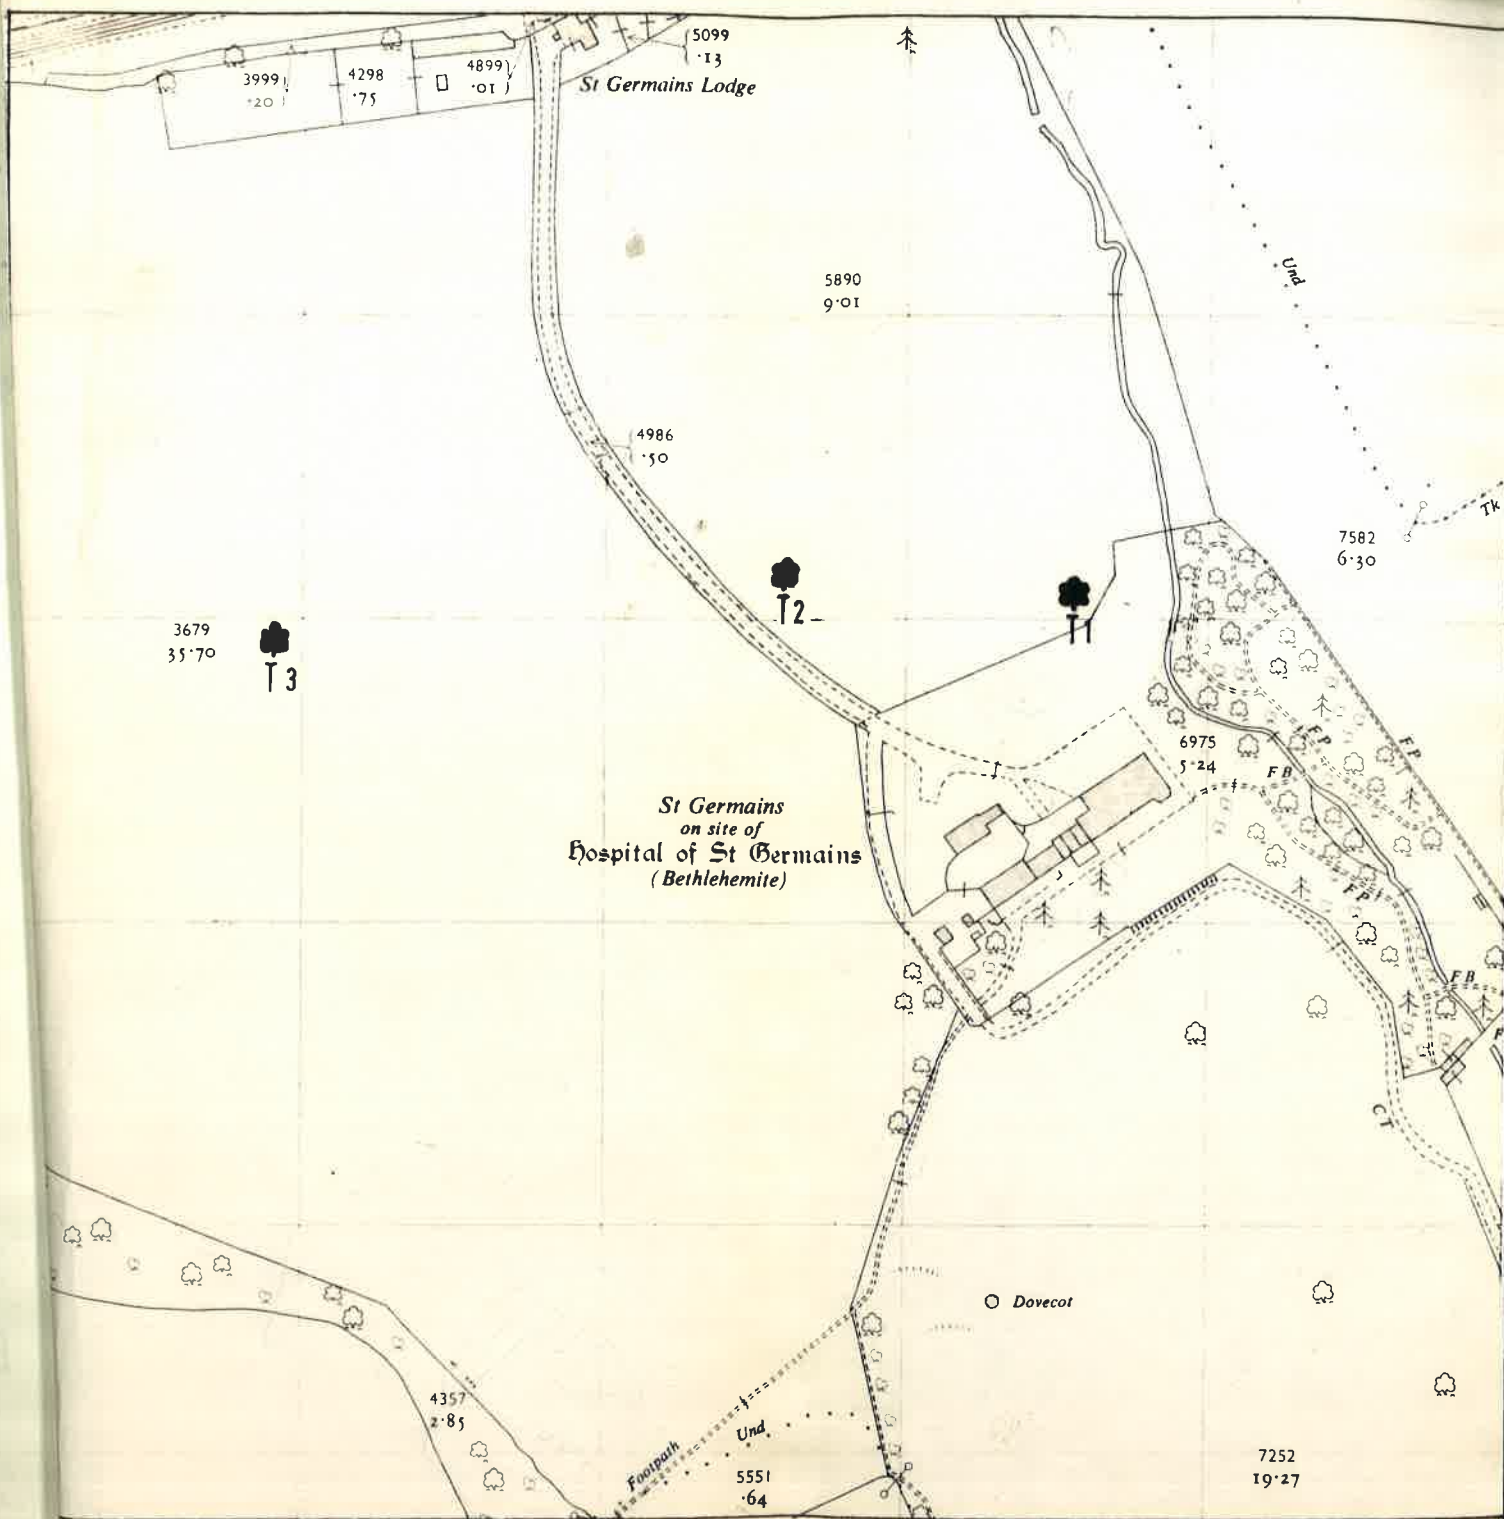 5099
·13
3999
·20
4298
·75
4899
·01
St Germains Lodge
Und
5890
10·6
4986
·50
Tk
7582
6·30
T2
T1
3679
35·70
T3
6975
5·24
FP
FP
FB
St Germains
on site of
Hospital of St Germains
(Bethlehemite)
FP
FB
CT
Dovecot
4357
2·85
Und
Footpath
5551
·64
7252
19·27